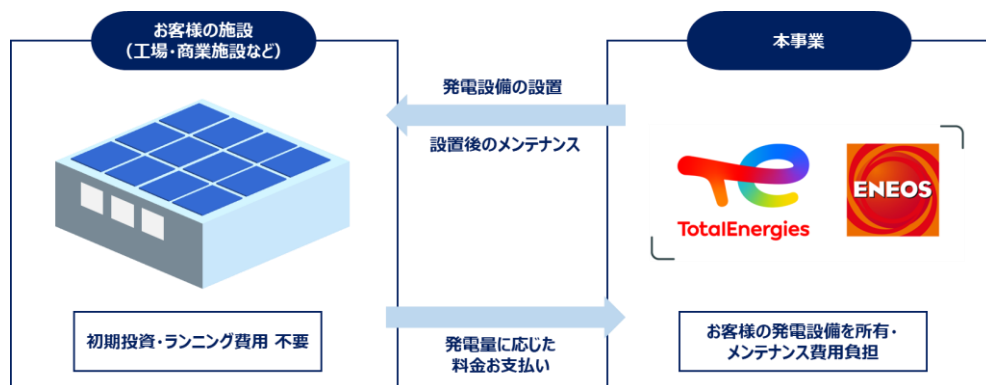 お客様の施設
（工場・商業施設など）
本事業
発電設備の設置
設置後のメンテナンス
TotalEnergies
ENEOS
初期投資・ランニング費用 不要
発電量に応じた
料金お支払い
お客様の発電設備を所有・
メンテナンス費用負担